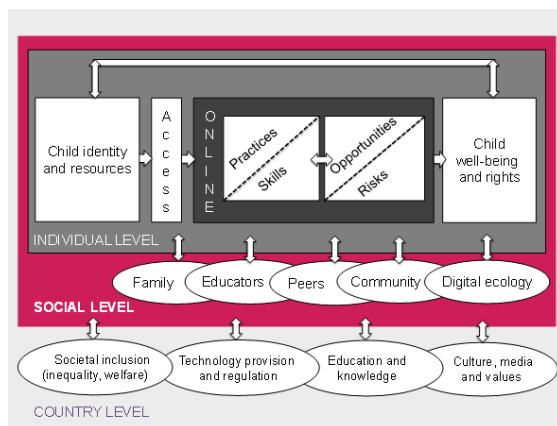 Child identity
and resources
Access
ONLINE
Practices
Skills
Opportunities
Risks
Child
well-being
and rights
INDIVIDUAL LEVEL
Family
Educators
Peers
Community
Digital ecology
SOCIAL LEVEL
Societal inclusion
(inequality, welfare)
Technology provision
and regulation
Education and
knowledge
Culture, media
and values
COUNTRY LEVEL